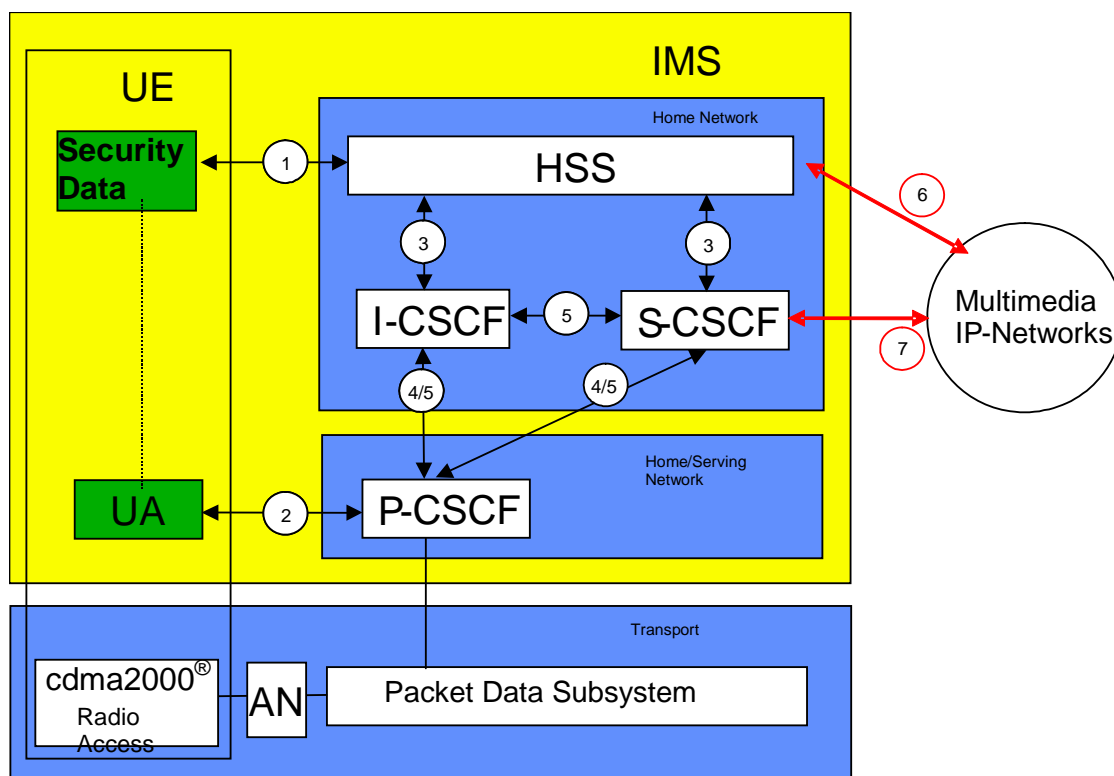 IMS
UE
Home Network
Security
Data
1
HSS
6
3
3
Multimedia
IP-Networks
I-CSCF
5
S-CSCF
7
4/5
4/5
Home/Serving
Network
UA
2
P-CSCF
Transport
cdma2000®
Radio
Access
AN
Packet Data Subsystem